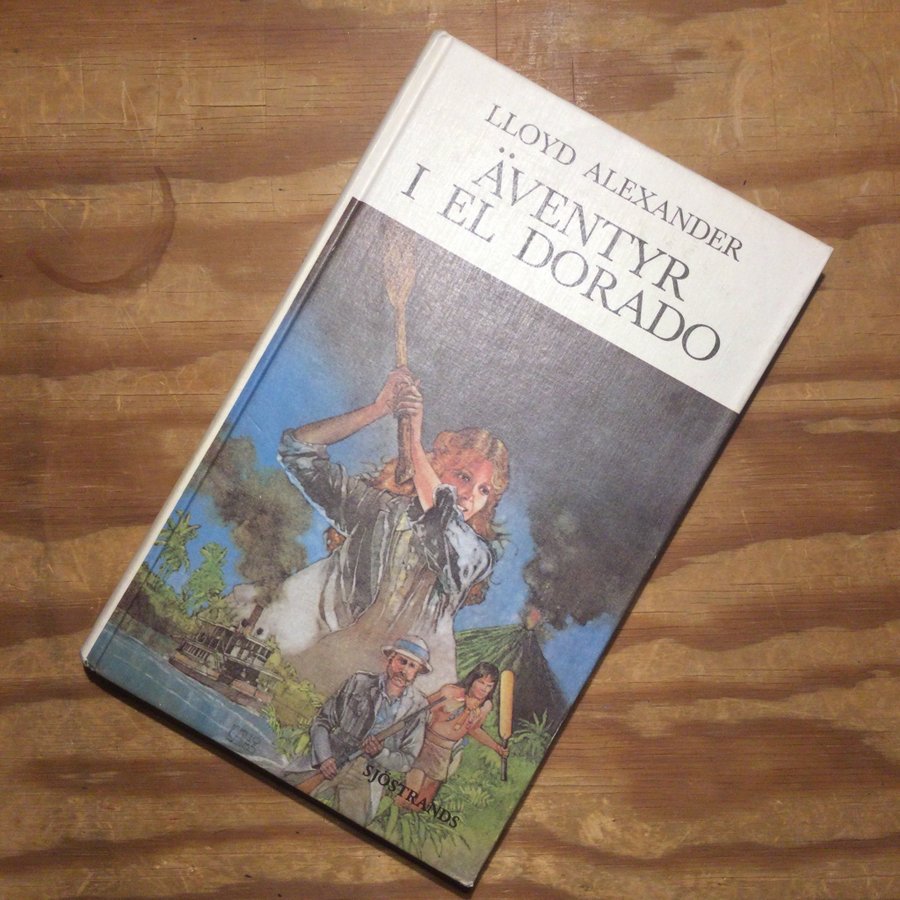 LLOYD ALEXANDER
ÄVENTYR
I EL DORADO
SJÖSTRANDS